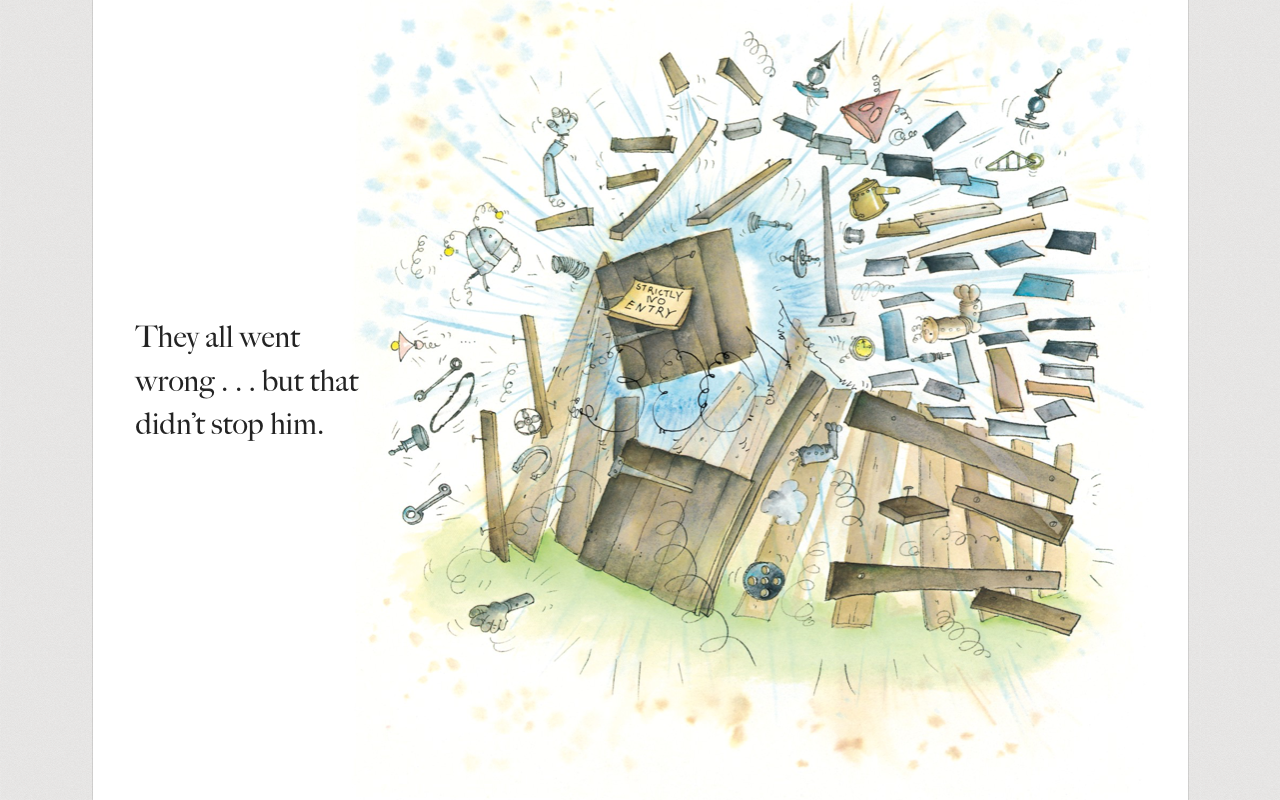 They all went
wrong . . . but that
didn’t stop him.
STRICTLY
NO
ENTRY